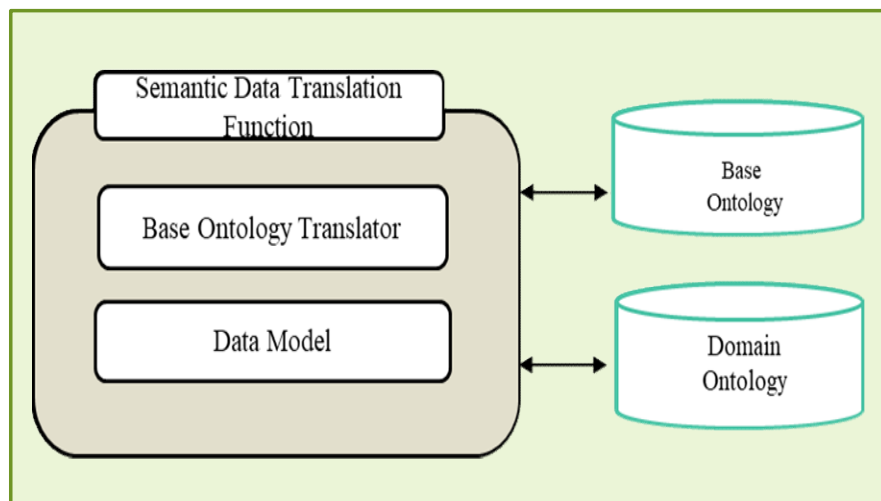 Semantic Data Translation
Function
Base Ontology Translator
Data Model
Base
Ontology
Domain
Ontology